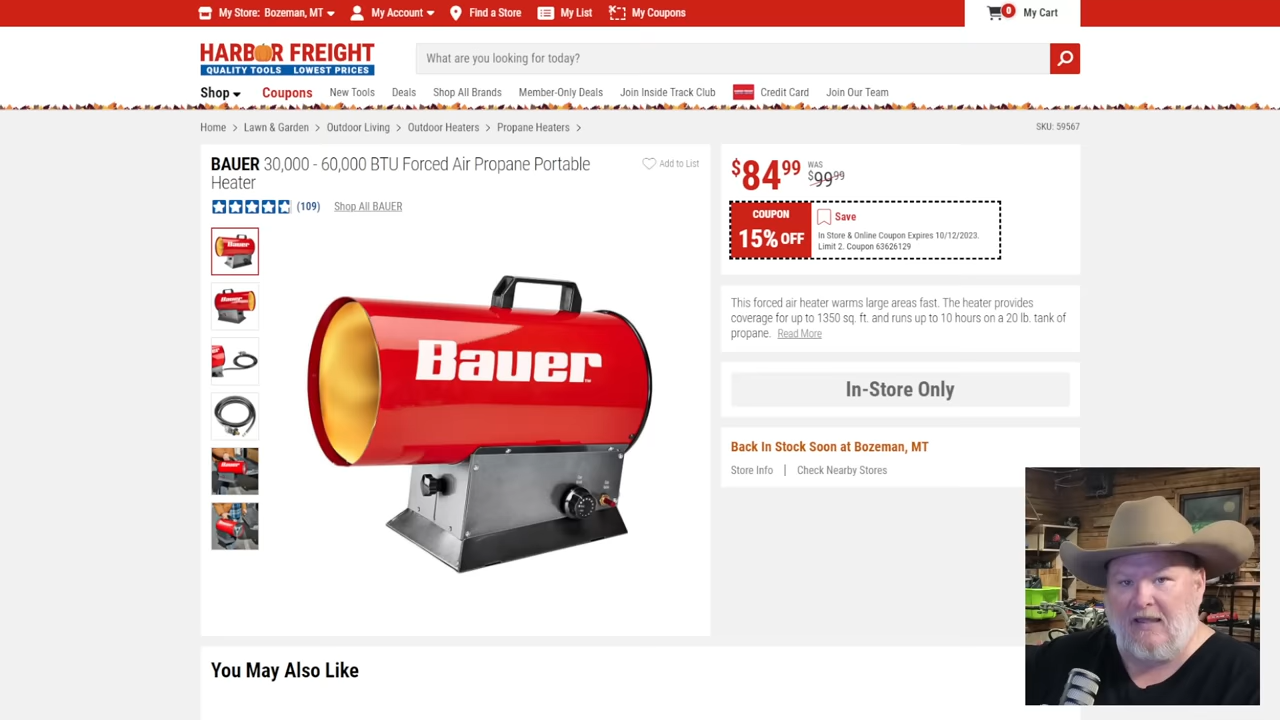 My Store: Bozeman, MT My Account Find a Store My List My Coupons 0 My Cart
HARBOR FREIGHT
QUALITY TOOLS LOWEST PRICES
What are you looking for today?
Shop Coupons New Tools Deals Shop All Brands Member-Only Deals Join Inside Track Club Credit Card Join Our Team
Home > Lawn & Garden > Outdoor Living > Outdoor Heaters > Propane Heaters >
SKU: 59567
BAUER 30,000 - 60,000 BTU Forced Air Propane Portable
Heater
Add to List
(109) Shop All BAUER
Bauer
Bauer
Bauer
Bauer
$84.99
WAS
$99.99
COUPON
15% OFF
Save
In Store & Online Coupon Expires 10/12/2023.
Limit 2. Coupon 63626129
This forced air heater warms large areas fast. The heater provides
coverage for up to 1350 sq. ft. and runs up to 10 hours on a 20 lb. tank of
propane. Read More
In-Store Only
Back In Stock Soon at Bozeman, MT
Store Info | Check Nearby Stores
You May Also Like